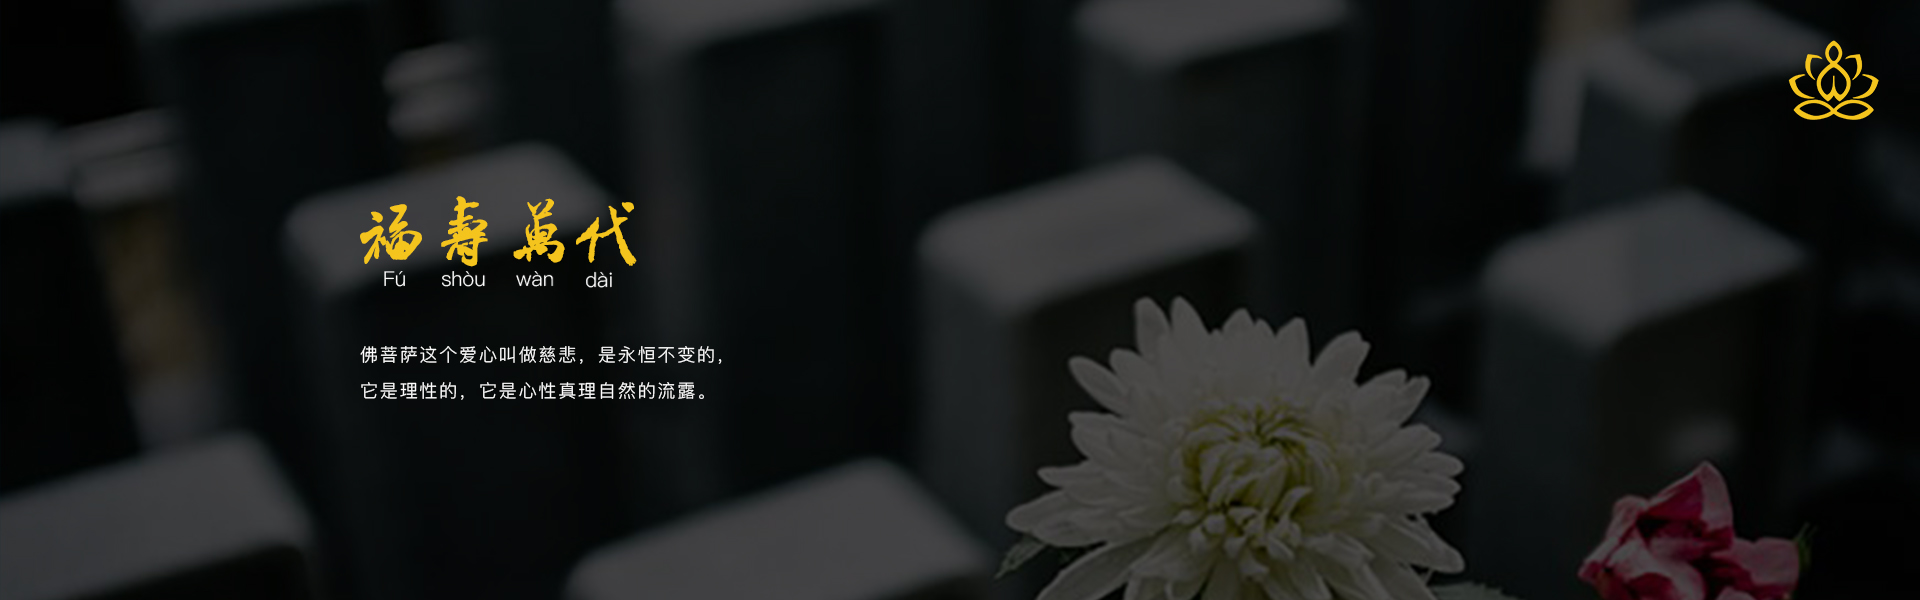 福壽萬代
Fú shòu wàn dài
佛菩萨这个爱心叫做慈悲，是永恒不变的，
它是理性的，它是心性真理自然的流露。